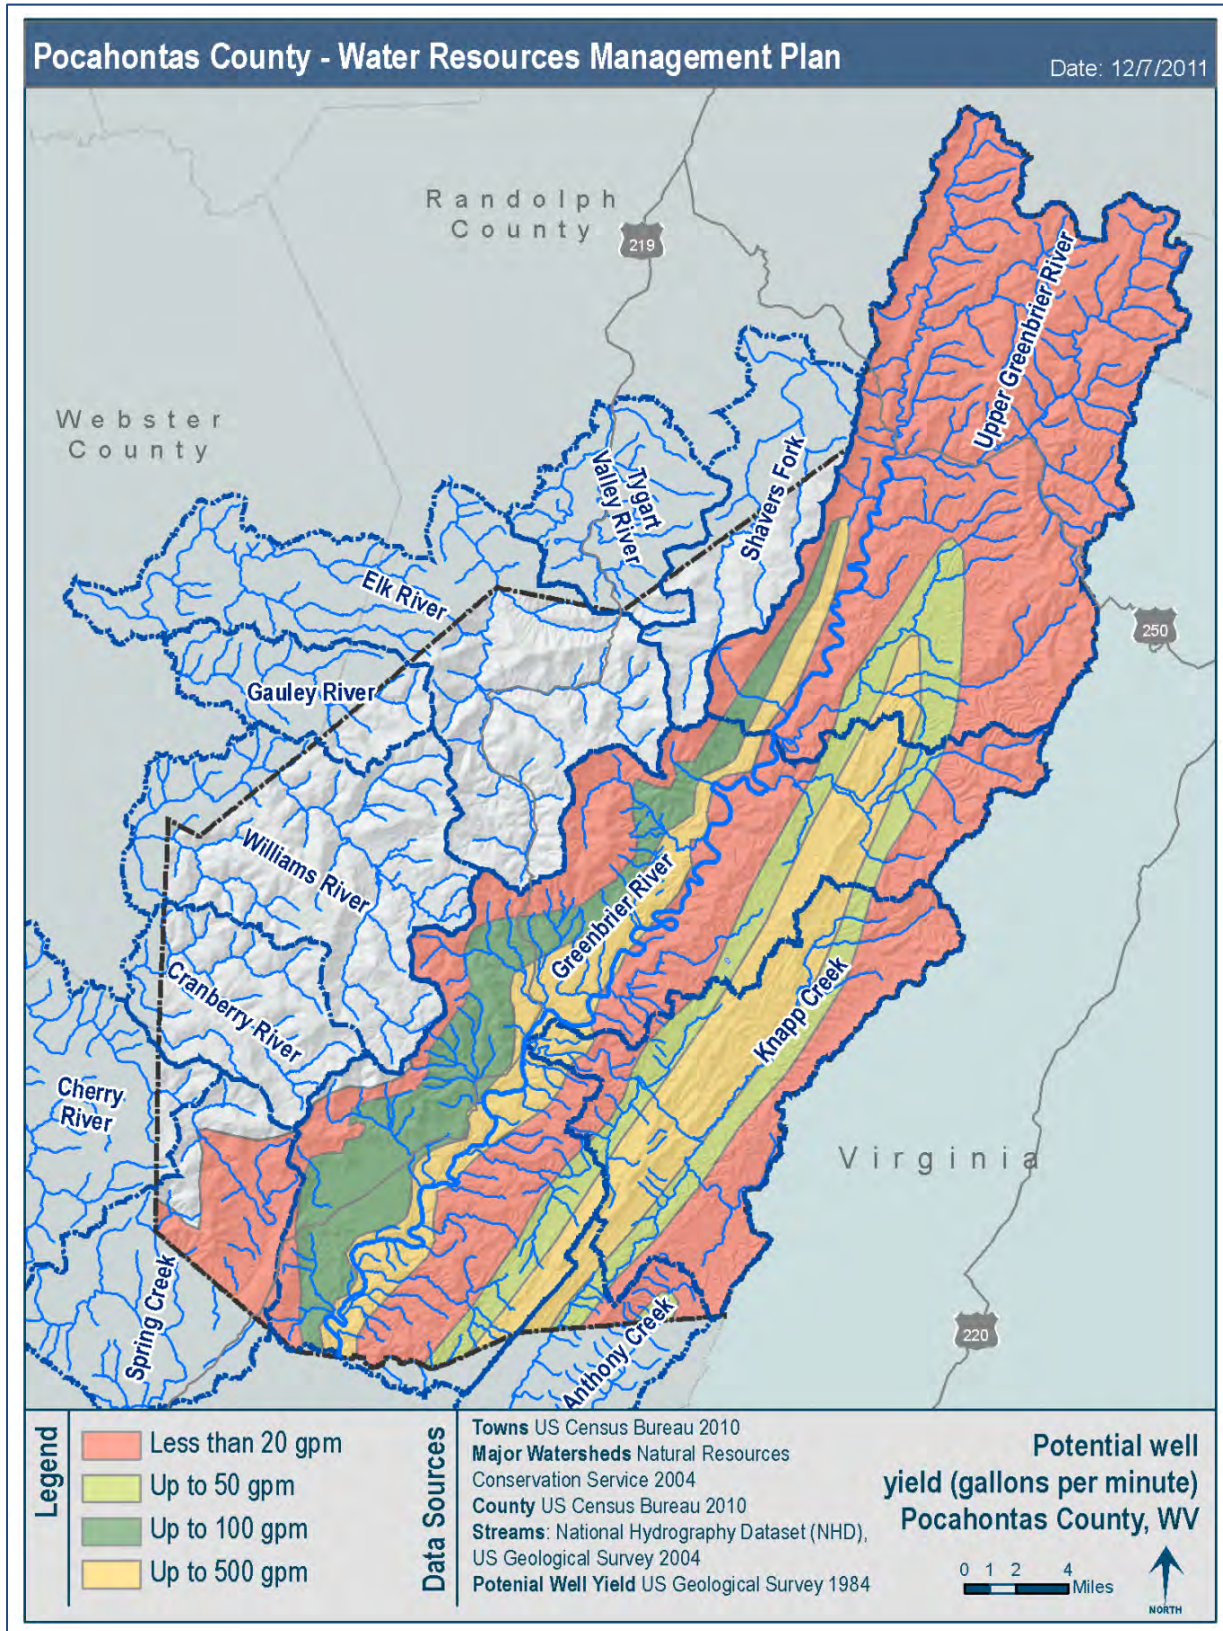 Pocahontas County - Water Resources Management Plan
Date: 12/7/2011
Randolph
County
219
Upper Greenbrier River
Webster
County
Tygart
Valley River
Shavers Fork
Elk River
250
Gauley River
Williams River
Greenbrier River
Cranberry River
Knapp Creek
Cherry
River
Virginia
Spring Creek
Anthony Creek
220
Legend
Less than 20 gpm
Up to 50 gpm
Up to 100 gpm
Up to 500 gpm
Data Sources
Towns US Census Bureau 2010
Major Watersheds Natural Resources
Conservation Service 2004
County US Census Bureau 2010
Streams: National Hydrography Dataset (NHD),
US Geological Survey 2004
Potenial Well Yield US Geological Survey 1984
Potential well
yield (gallons per minute)
Pocahontas County, WV
0 1 2 4
Miles
NORTH